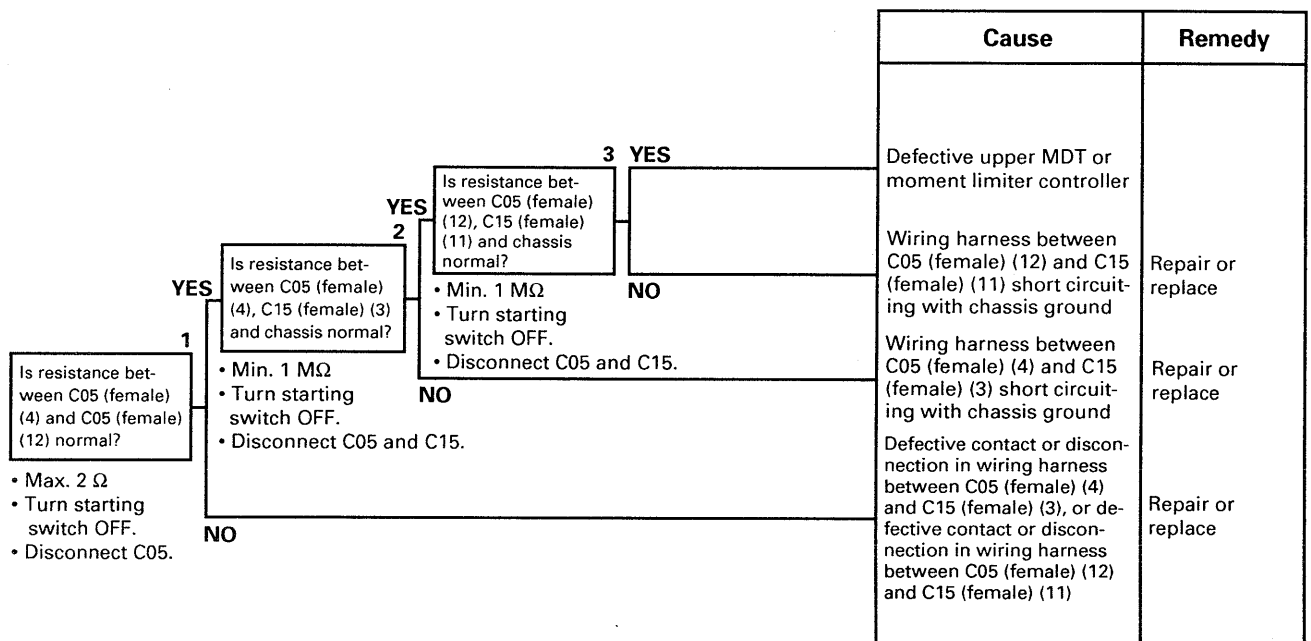 Cause
Remedy
3 YES
Defective upper MDT or
moment limiter controller
Is resistance bet-
ween C05 (female)
(12), C15 (female)
(11) and chassis
normal?
YES
2
NO
Wiring harness between
C05 (female) (12) and C15
(female) (11) short circuit-
ing with chassis ground
Repair or
replace
• Min. 1 MΩ
• Turn starting
switch OFF.
• Disconnect C05 and C15.
Is resistance bet-
ween C05 (female)
(4), C15 (female) (3)
and chassis normal?
YES
1
NO
Wiring harness between
C05 (female) (4) and C15
(female) (3) short circuit-
ing with chassis ground
Repair or
replace
• Min. 1 MΩ
• Turn starting
switch OFF.
• Disconnect C05 and C15.
Is resistance bet-
ween C05 (female)
(4) and C05 (female)
(12) normal?
• Max. 2 Ω
• Turn starting
switch OFF.
• Disconnect C05.
NO
Defective contact or discon-
nection in wiring harness
between C05 (female) (4)
and C15 (female) (3), or de-
fective contact or discon-
nection in wiring harness
between C05 (female) (12)
and C15 (female) (11)
Repair or
replace